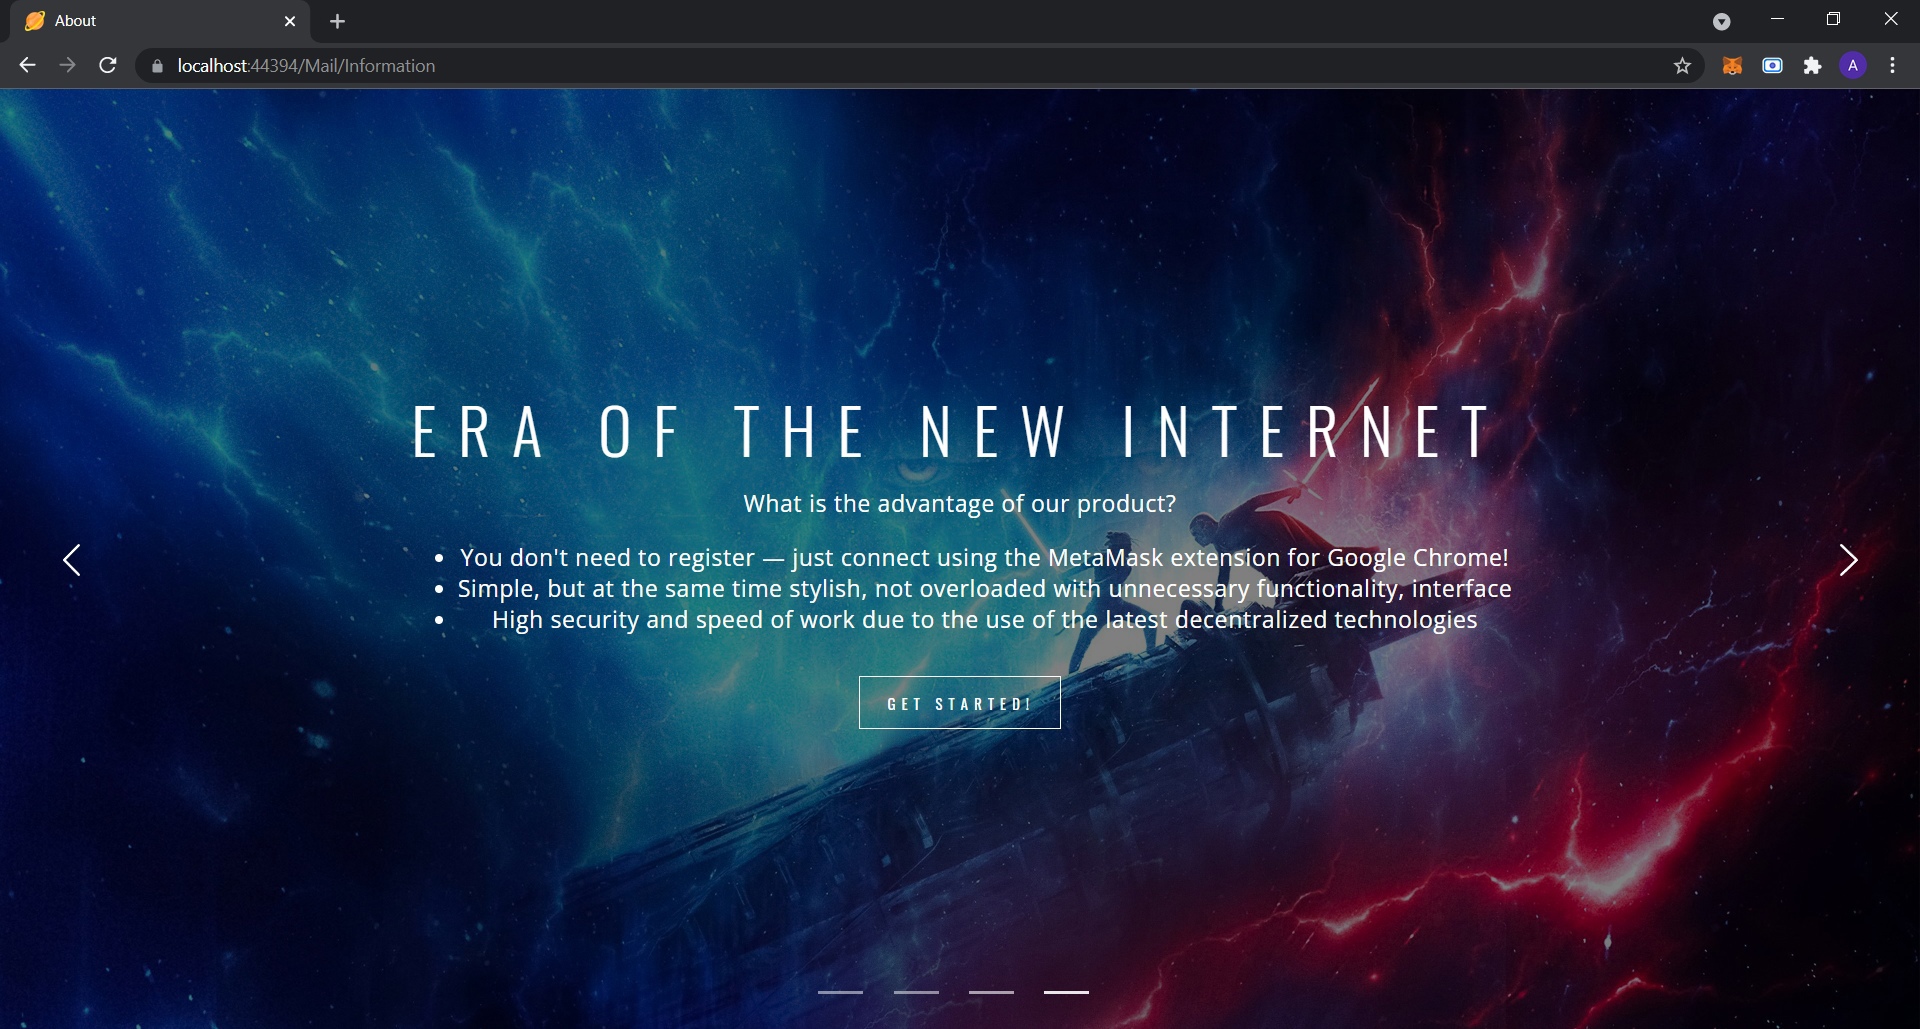 About
localhost:44394/Mail/Information
A
ERA OF THE NEW INTERNET
What is the advantage of our product?
• You don't need to register — just connect using the MetaMask extension for Google Chrome!
• Simple, but at the same time stylish, not overloaded with unnecessary functionality, interface
• High security and speed of work due to the use of the latest decentralized technologies
GET STARTED!